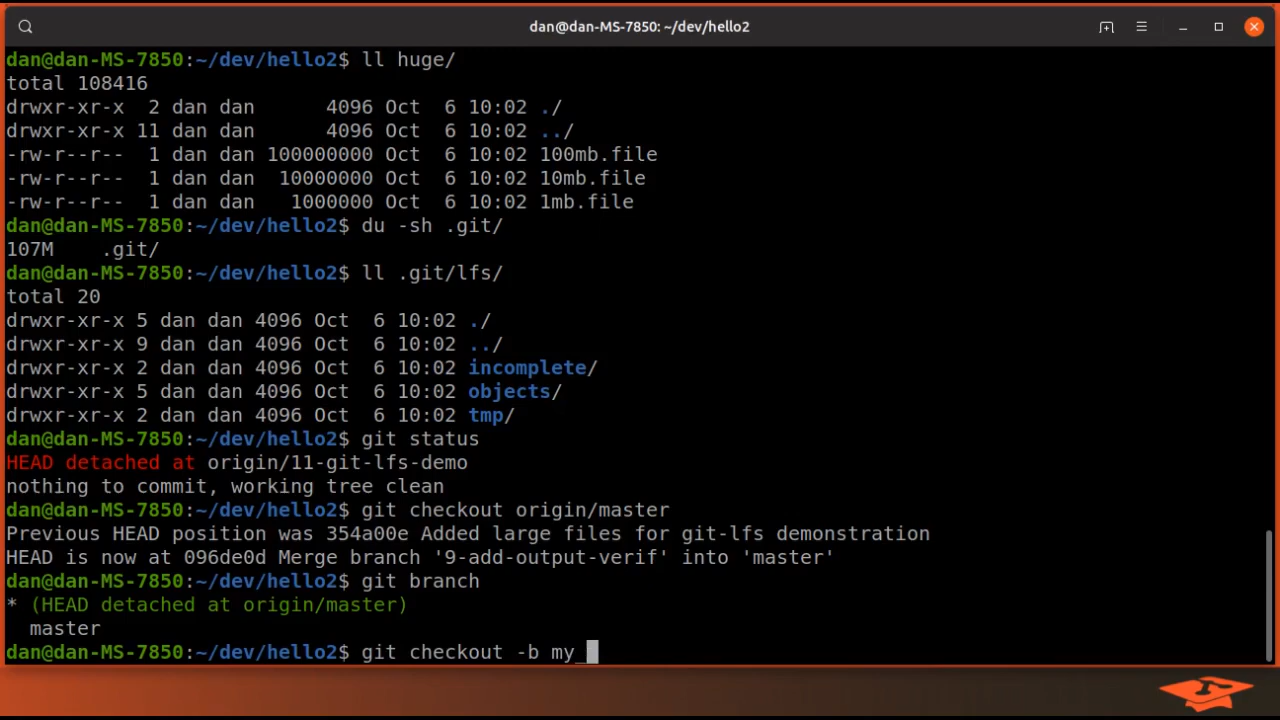 dan@dan-MS-7850: ~/dev/hello2
dan@dan-MS-7850:~/dev/hello2$ ll huge/
total 108416
drwxr-xr-x  2 dan dan      4096 Oct  6 10:02 ./
drwxr-xr-x 11 dan dan      4096 Oct  6 10:02 ../
-rw-r--r--  1 dan dan 100000000 Oct  6 10:02 100mb.file
-rw-r--r--  1 dan dan  10000000 Oct  6 10:02 10mb.file
-rw-r--r--  1 dan dan   1000000 Oct  6 10:02 1mb.file
dan@dan-MS-7850:~/dev/hello2$ du -sh .git/
107M    .git/
dan@dan-MS-7850:~/dev/hello2$ ll .git/lfs/
total 20
drwxr-xr-x 5 dan dan 4096 Oct  6 10:02 ./
drwxr-xr-x 9 dan dan 4096 Oct  6 10:02 ../
drwxr-xr-x 2 dan dan 4096 Oct  6 10:02 incomplete/
drwxr-xr-x 5 dan dan 4096 Oct  6 10:02 objects/
drwxr-xr-x 2 dan dan 4096 Oct  6 10:02 tmp/
dan@dan-MS-7850:~/dev/hello2$ git status
HEAD detached at origin/11-git-lfs-demo
nothing to commit, working tree clean
dan@dan-MS-7850:~/dev/hello2$ git checkout origin/master
Previous HEAD position was 354a00e Added large files for git-lfs demonstration
HEAD is now at 096de0d Merge branch '9-add-output-verif' into 'master'
dan@dan-MS-7850:~/dev/hello2$ git branch
* (HEAD detached at origin/master)
  master
dan@dan-MS-7850:~/dev/hello2$ git checkout -b my_